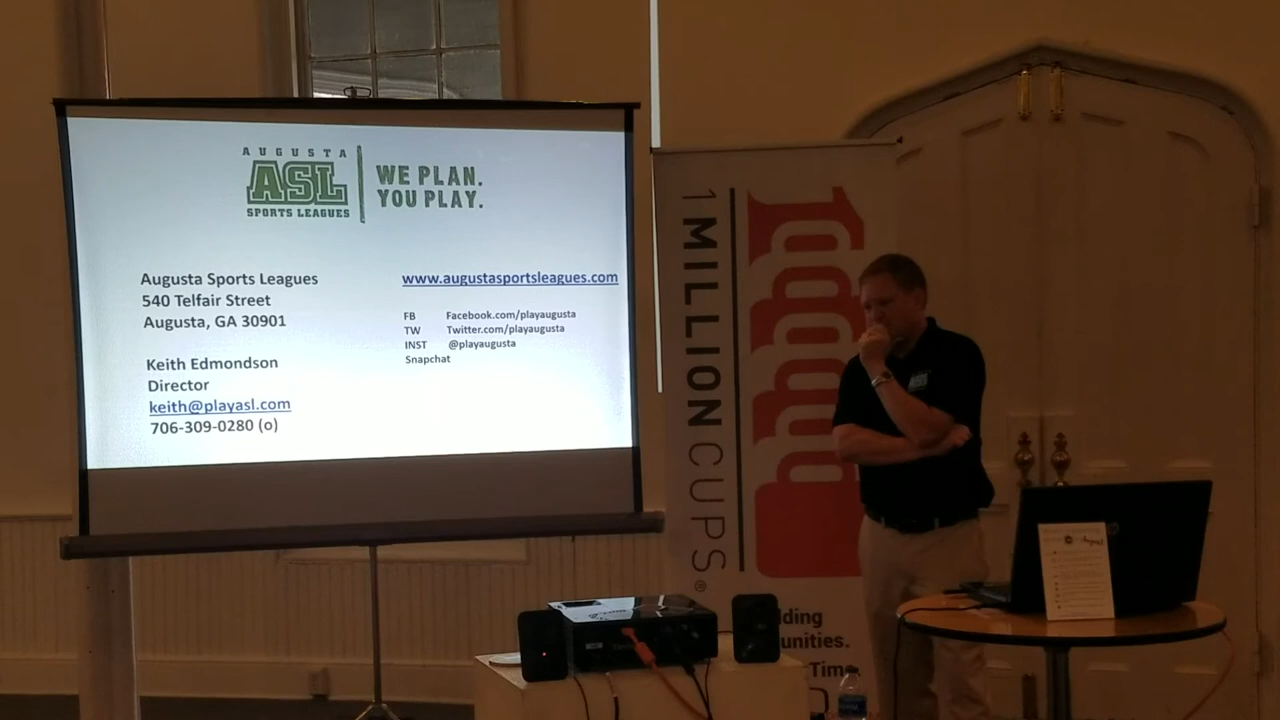 AUGUSTA
ASL
SPORTS LEAGUES
WE PLAN.
YOU PLAY.
Augusta Sports Leagues
540 Telfair Street
Augusta, GA 30901
Keith Edmondson
Director
keith@playasl.com
706-309-0280 (o)
www.augustasportsleagues.com
FB Facebook.com/playaugusta
TW Twitter.com/playaugusta
INST @playaugusta
Snapchat
1 MILLION CUPS®
lding
unities.
Tim